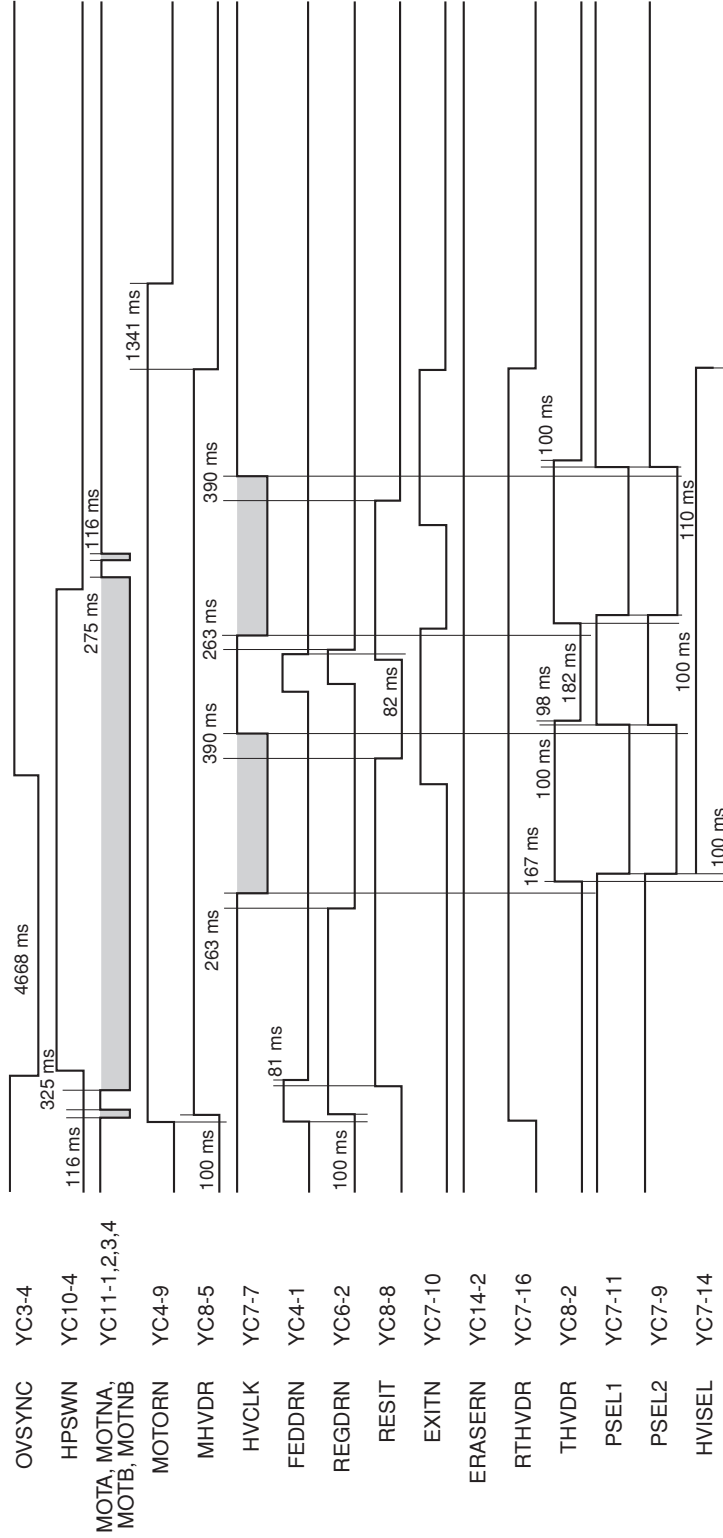 OVSYNC YC3-4
4668 ms
HPSWN YC10-4
325 ms
MOTA, MOTNA,
MOTB, MOTNB
YC11-1,2,3,4
116 ms
275 ms
116 ms
MOTORN YC4-9
1341 ms
MHVDR YC8-5
100 ms
HVCLK YC7-7
263 ms
390 ms
263 ms
390 ms
FEDDRN YC4-1
81 ms
REGDRN YC6-2
100 ms
RESIT YC8-8
82 ms
EXITN YC7-10
ERASERN YC14-2
RTHVDR YC7-16
THVDR YC8-2
167 ms
100 ms
98 ms
182 ms
100 ms
PSEL1 YC7-11
PSEL2 YC7-9
100 ms
110 ms
HVISEL YC7-14
100 ms